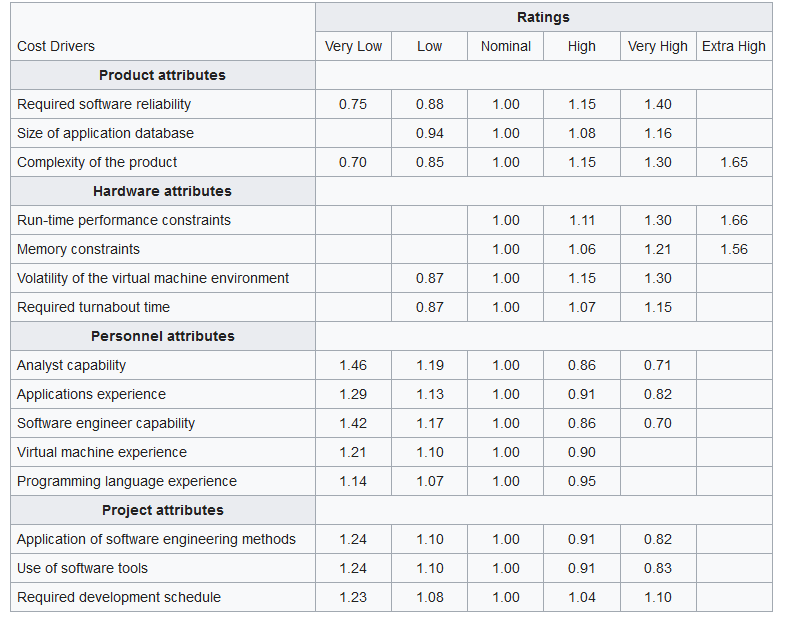 Ratings
Cost Drivers Very Low Low Nominal High Very High Extra High
Product attributes
Required software reliability 0.75 0.88 1.00 1.15 1.40
Size of application database 0.94 1.00 1.08 1.16
Complexity of the product 0.70 0.85 1.00 1.15 1.30 1.65
Hardware attributes
Run-time performance constraints 1.00 1.11 1.30 1.66
Memory constraints 1.00 1.06 1.21 1.56
Volatility of the virtual machine environment 0.87 1.00 1.15 1.30
Required turnabout time 0.87 1.00 1.07 1.15
Personnel attributes
Analyst capability 1.46 1.19 1.00 0.86 0.71
Applications experience 1.29 1.13 1.00 0.91 0.82
Software engineer capability 1.42 1.17 1.00 0.86 0.70
Virtual machine experience 1.21 1.10 1.00 0.90
Programming language experience 1.14 1.07 1.00 0.95
Project attributes
Application of software engineering methods 1.24 1.10 1.00 0.91 0.82
Use of software tools 1.24 1.10 1.00 0.91 0.83
Required development schedule 1.23 1.08 1.00 1.04 1.10